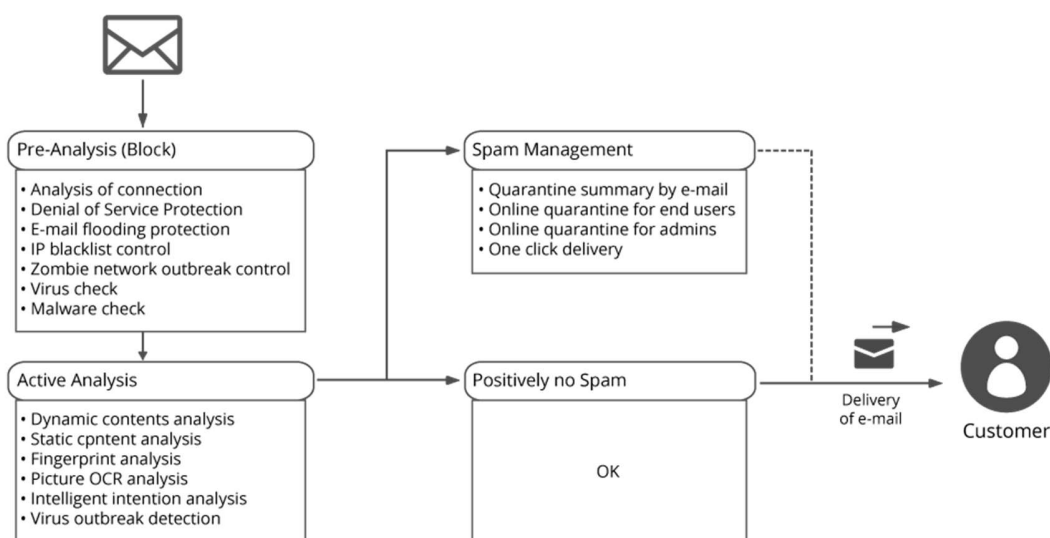 Pre-Analysis (Block)
• Analysis of connection
• Denial of Service Protection
• E-mail flooding protection
• IP blacklist control
• Zombie network outbreak control
• Virus check
• Malware check
Active Analysis
• Dynamic contents analysis
• Static cpntent analysis
• Fingerprint analysis
• Picture OCR analysis
• Intelligent intention analysis
• Virus outbreak detection
Spam Management
• Quarantine summary by e-mail
• Online quarantine for end users
• Online quarantine for admins
• One click delivery
Positively no Spam
OK
Delivery
of e-mail
Customer